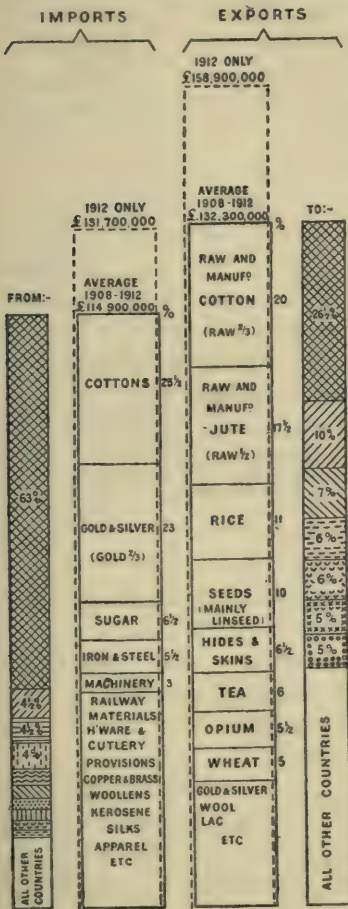 IMPORTS
EXPORTS
1912 ONLY
£158,900,000
1912 ONLY
£131,700,000
AVERAGE
1908-1912
£132,300,000
%
TO:-
FROM:-
AVERAGE
1908-1912
£114,900,000
%
63%
4½%
4½%
4%
ALL OTHER
COUNTRIES
COTTONS
GOLD & SILVER 23
(GOLD ⅔)
SUGAR 6½
IRON & STEEL 5½
MACHINERY 3
RAILWAY
MATERIALS
H'WARE &
CUTLERY
PROVISIONS
COPPER & BRASS
WOOLLENS
KEROSENE
SILKS
APPAREL
ETC
RAW AND
MANUFD
COTTON 20
(RAW ⅔)
RAW AND
MANUFD
JUTE 17½
(RAW ½)
RICE 11
SEEDS 10
(MAINLY
LINSEED)
HIDES & 6½
SKINS
TEA 6
OPIUM 5½
WHEAT 5
GOLD & SILVER
WOOL
LAC
ETC
26½%
10%
7%
6%
6%
5%
5%
ALL OTHER COUNTRIES